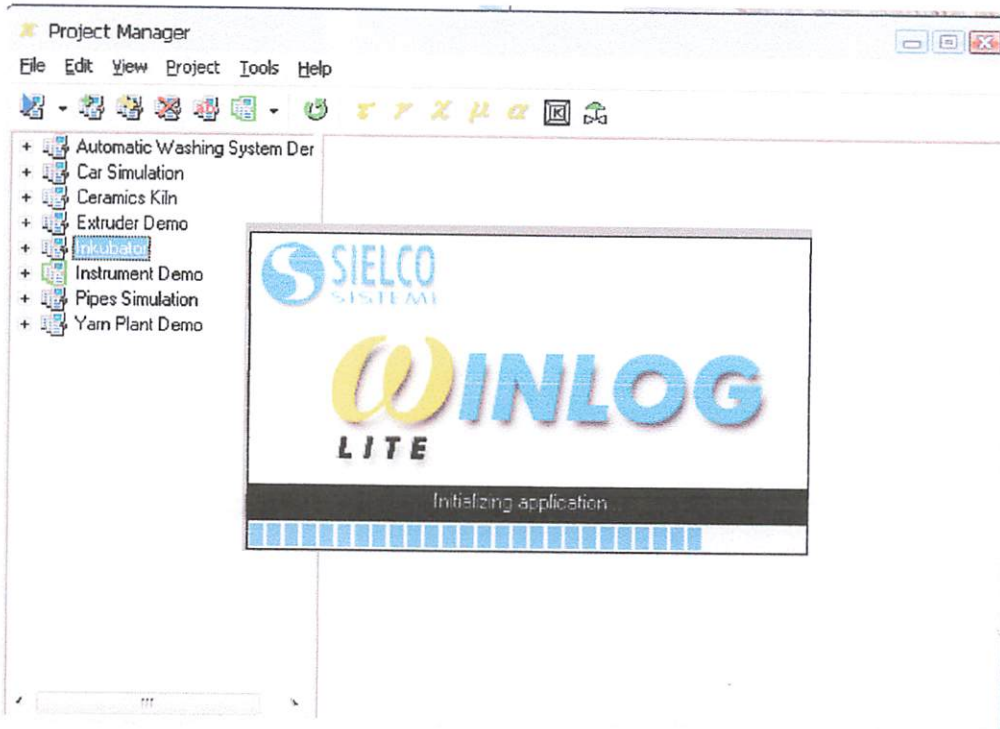 Project Manager
File Edit View Project Tools Help
τ γ χ μ α K
+ Automatic Washing System Der
+ Car Simulation
+ Ceramics Kiln
+ Extruder Demo
+ Inkubator
+ Instrument Demo
+ Pipes Simulation
+ Yarn Plant Demo
SIELCO
SISTEMI
WINLOG
LITE
Initializing application...